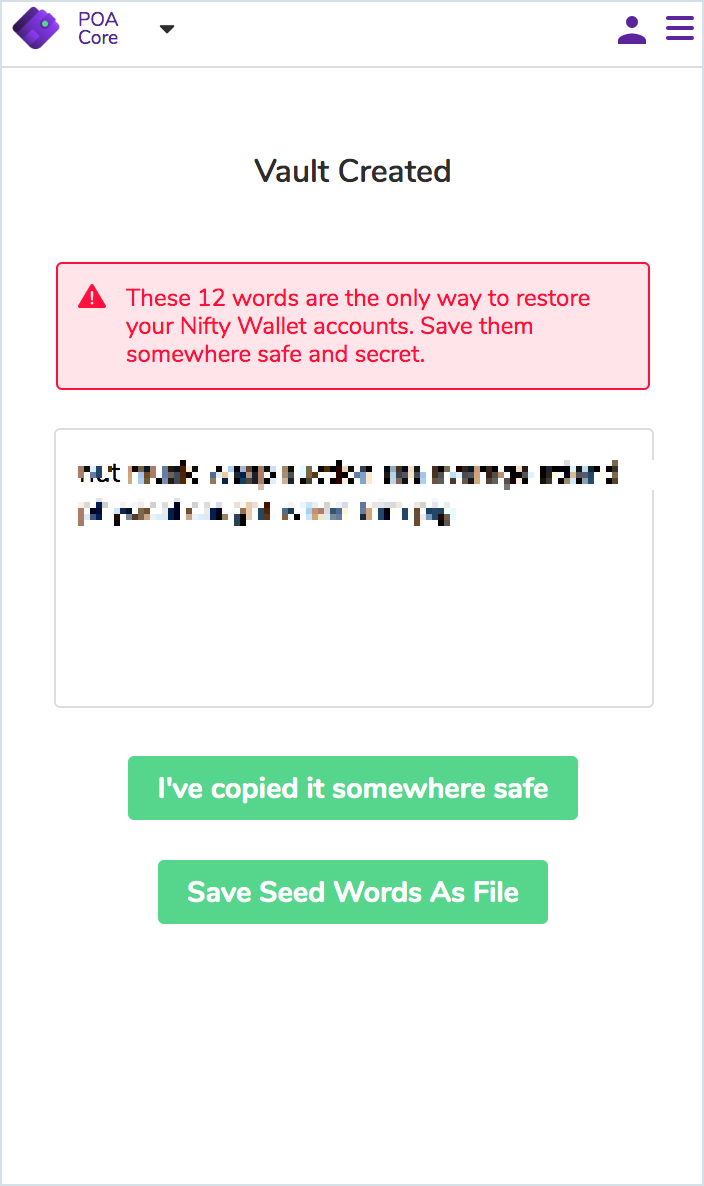 POA
Core
Vault Created
These 12 words are the only way to restore
your Nifty Wallet accounts. Save them
somewhere safe and secret.
I've copied it somewhere safe
Save Seed Words As File